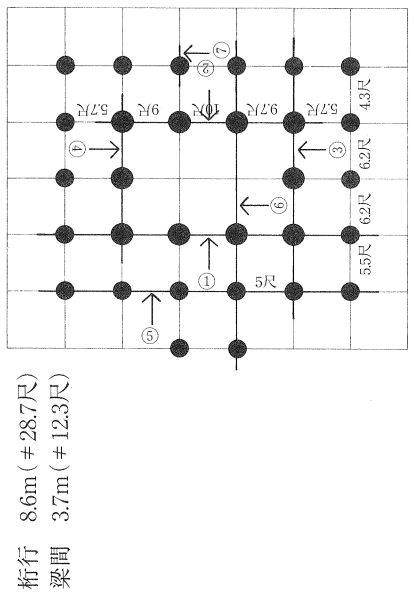 ⑦
②
5.7尺 9尺 10尺 9.7尺 5.7尺
4.3尺
④
③
6.2尺
⑥
6.2尺
①
5尺
5.5尺
⑤
桁行 8.6m(≠28.7尺)
梁間 3.7m(≠12.3尺)